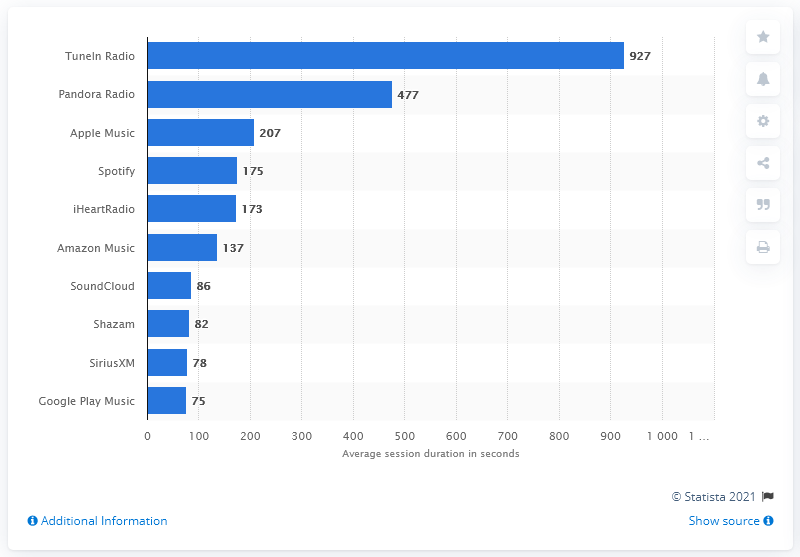 TuneIn Radio 927
Pandora Radio 477
Apple Music 207
Spotify 175
iHeartRadio 173
Amazon Music 137
SoundCloud 86
Shazam 82
SiriusXM 78
Google Play Music 75
0 100 200 300 400 500 600 700 800 900 1 000 1 ...
Average session duration in seconds
© Statista 2021
Additional Information Show source